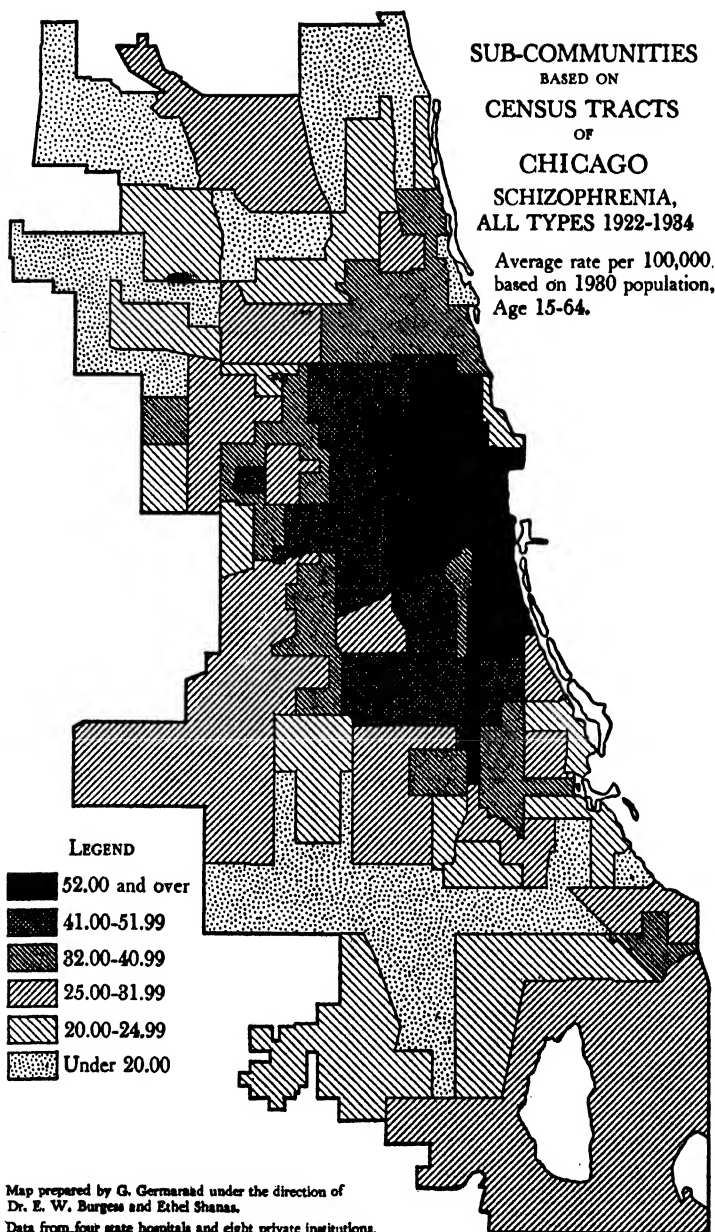 SUB-COMMUNITIES
BASED ON
CENSUS TRACTS
OF
CHICAGO
SCHIZOPHRENIA,
ALL TYPES 1922-1934
Average rate per 100,000.
based on 1930 population,
Age 15-64.
LEGEND
52.00 and over
41.00-51.99
32.00-40.99
25.00-31.99
20.00-24.99
Under 20.00
Map prepared by G. Germaraad under the direction of
Dr. E. W. Burgess and Ethel Shanas.
Data from four state hospitals and eight private institutions.